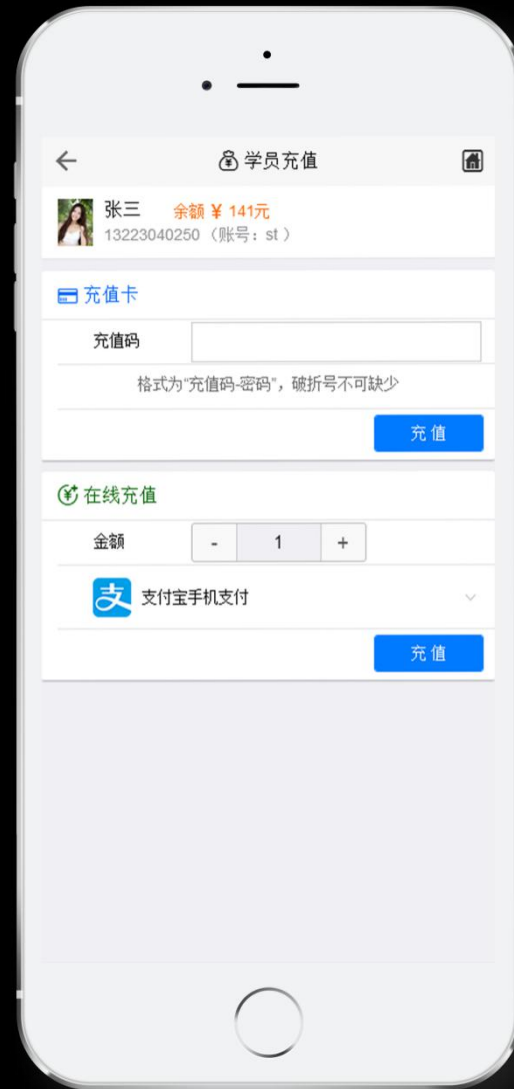 学员充值
张三 余额 ¥ 141元
13223040250 (账号: st )
充值卡
充值码
格式为"充值码-密码", 破折号不可缺少
充 值
在线充值
金额 - 1 +
支 支付宝手机支付
充 值